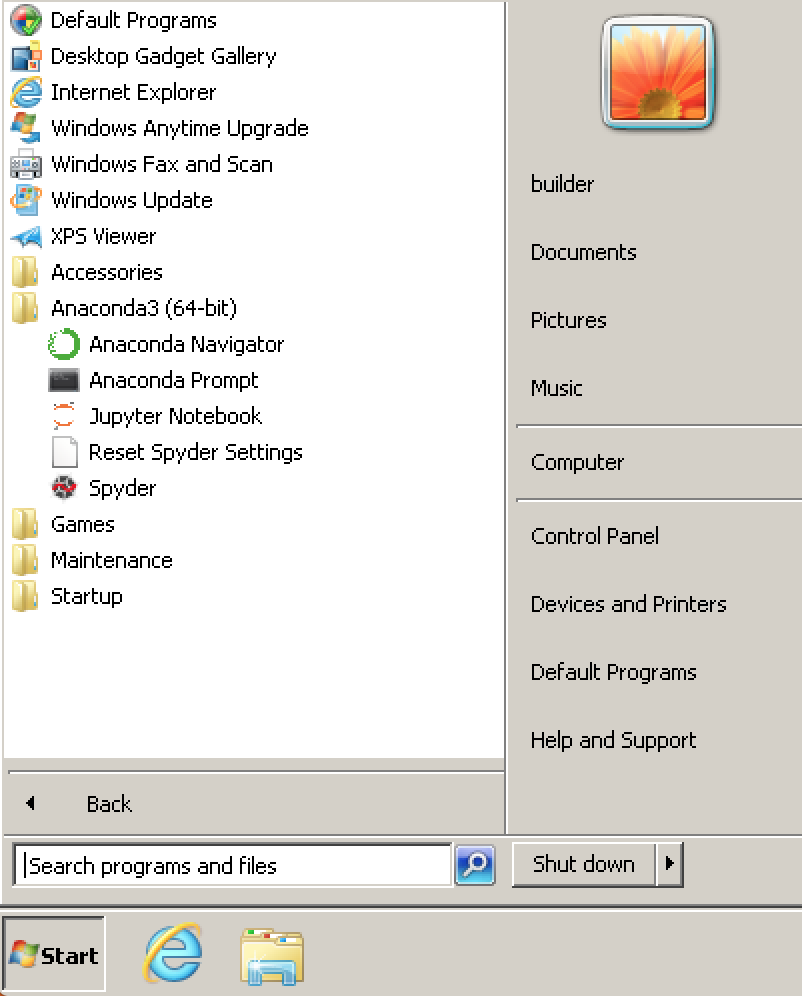 Default Programs
Desktop Gadget Gallery
Internet Explorer
Windows Anytime Upgrade
Windows Fax and Scan
Windows Update
XPS Viewer
Accessories
Anaconda3 (64-bit)
Anaconda Navigator
Anaconda Prompt
Jupyter Notebook
Reset Spyder Settings
Spyder
Games
Maintenance
Startup
Back
Search programs and files
builder
Documents
Pictures
Music
Computer
Control Panel
Devices and Printers
Default Programs
Help and Support
Shut down
Start